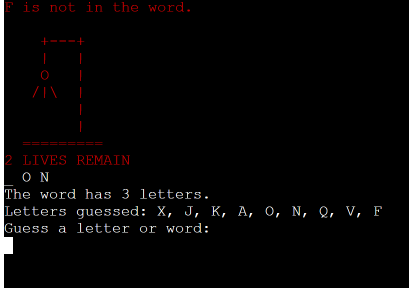 F is not in the word.
+---+
|   |
O   |
/|\  |
|
|
=========
2 LIVES REMAIN
_ O N
The word has 3 letters.
Letters guessed: X, J, K, A, O, N, Q, V, F
Guess a letter or word: